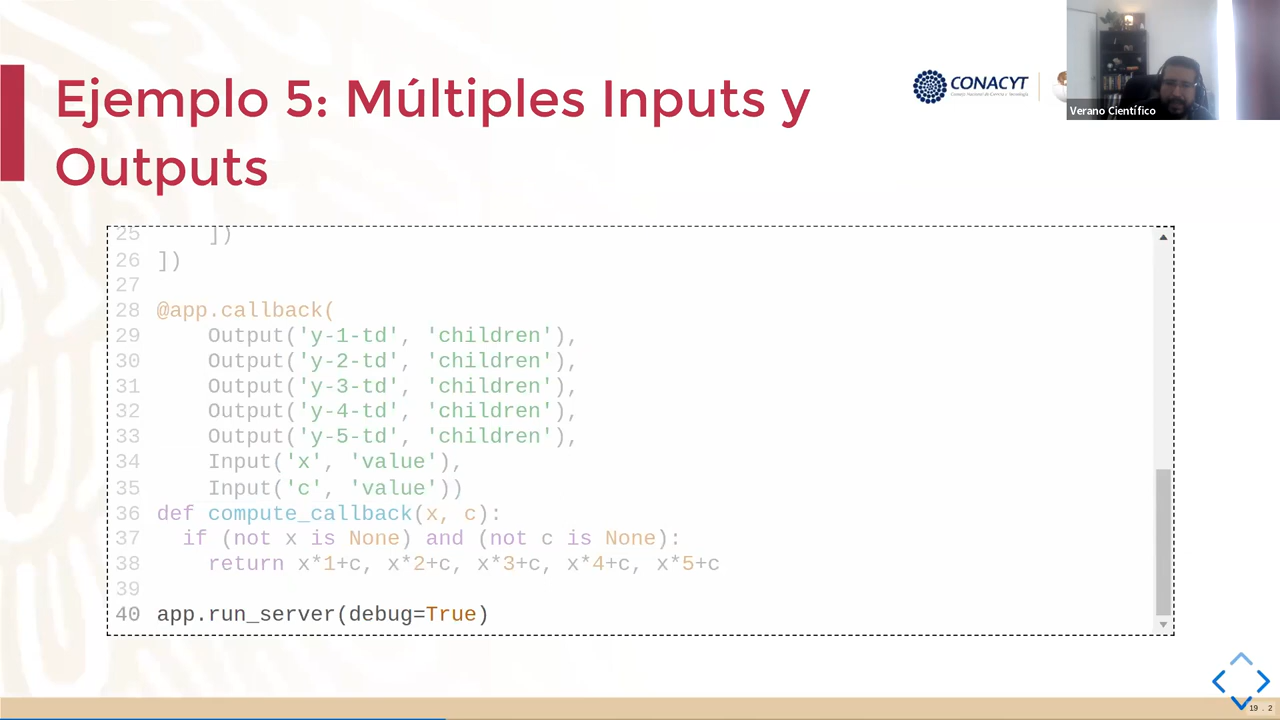 Ejemplo 5: Múltiples Inputs y
Outputs
CONACYT
Verano Científico
25     ])
26 ])
27
28 @app.callback(
29     Output('y-1-td', 'children'),
30     Output('y-2-td', 'children'),
31     Output('y-3-td', 'children'),
32     Output('y-4-td', 'children'),
33     Output('y-5-td', 'children'),
34     Input('x', 'value'),
35     Input('c', 'value'))
36 def compute_callback(x, c):
37   if (not x is None) and (not c is None):
38     return x*1+c, x*2+c, x*3+c, x*4+c, x*5+c
39
40 app.run_server(debug=True)
19 . 2